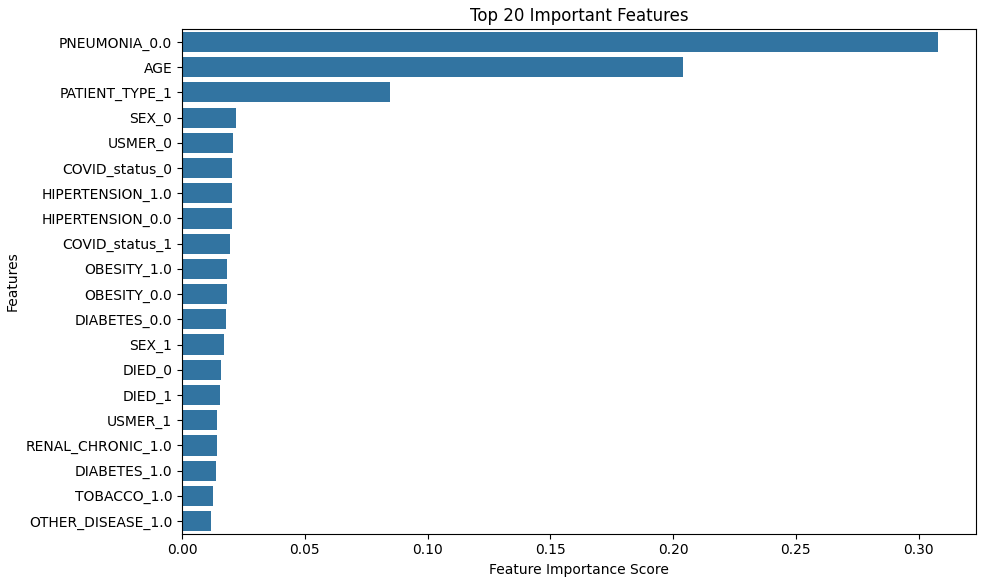 Top 20 Important Features
PNEUMONIA_0.0
AGE
PATIENT_TYPE_1
SEX_0
USMER_0
COVID_status_0
HIPERTENSION_1.0
HIPERTENSION_0.0
COVID_status_1
OBESITY_1.0
OBESITY_0.0
DIABETES_0.0
SEX_1
DIED_0
DIED_1
USMER_1
RENAL_CHRONIC_1.0
DIABETES_1.0
TOBACCO_1.0
OTHER_DISEASE_1.0
Features
0.00 0.05 0.10 0.15 0.20 0.25 0.30
Feature Importance Score